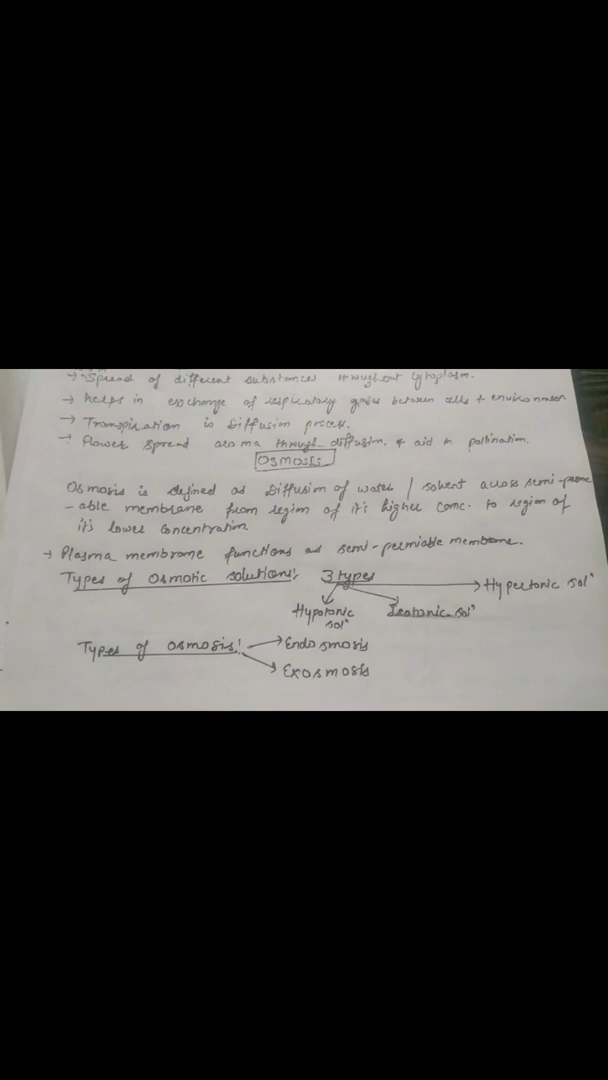 → Spread of different substances throughout cytoplasm.
→ helps in exchange of respiratory gases between cells + environment
→ Transpiration is Diffusion process.
→ Flower spread aroma through diffusion. & aid in pollination.
OSMOSIS
Osmosis is defined as Diffusion of water / solvent across semi-perme
-able membrane from region of it's higher conc. to region of
it's lower concentration
→ Plasma membrane functions as semi-permiable membrane.
Types of Osmotic solutions: 3 types → Hypertonic solⁿ
Hypotonic solⁿ Isotonic solⁿ
Types of osmosis: → Endosmosis
→ Exosmosis